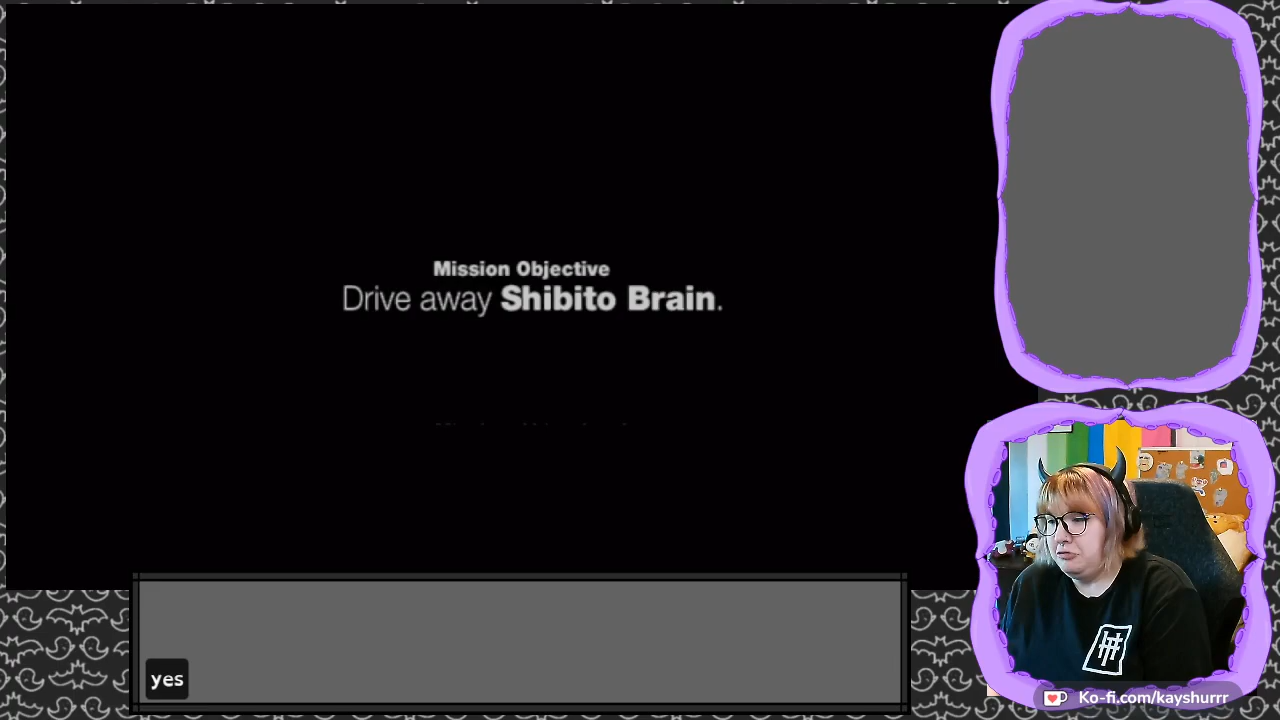 Mission Objective
Drive away Shibito Brain.
yes
Ko-fi.com/kayshurrr